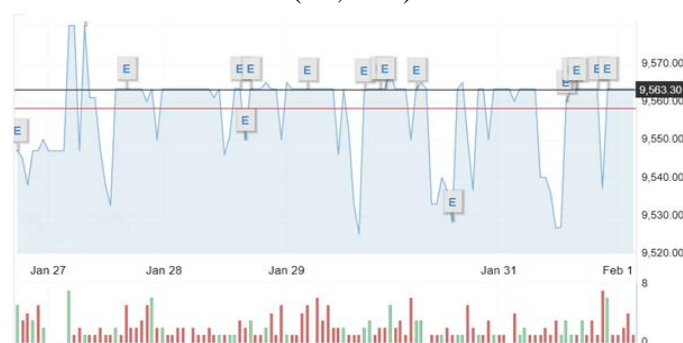 E E E E E E E E E E E E
9,570.00
9,563.30
9,560.00
E
9,550.00
E
9,540.00
E
9,530.00
9,520.00
Jan 27 Jan 28 Jan 29 Jan 31 Feb 1
8
0